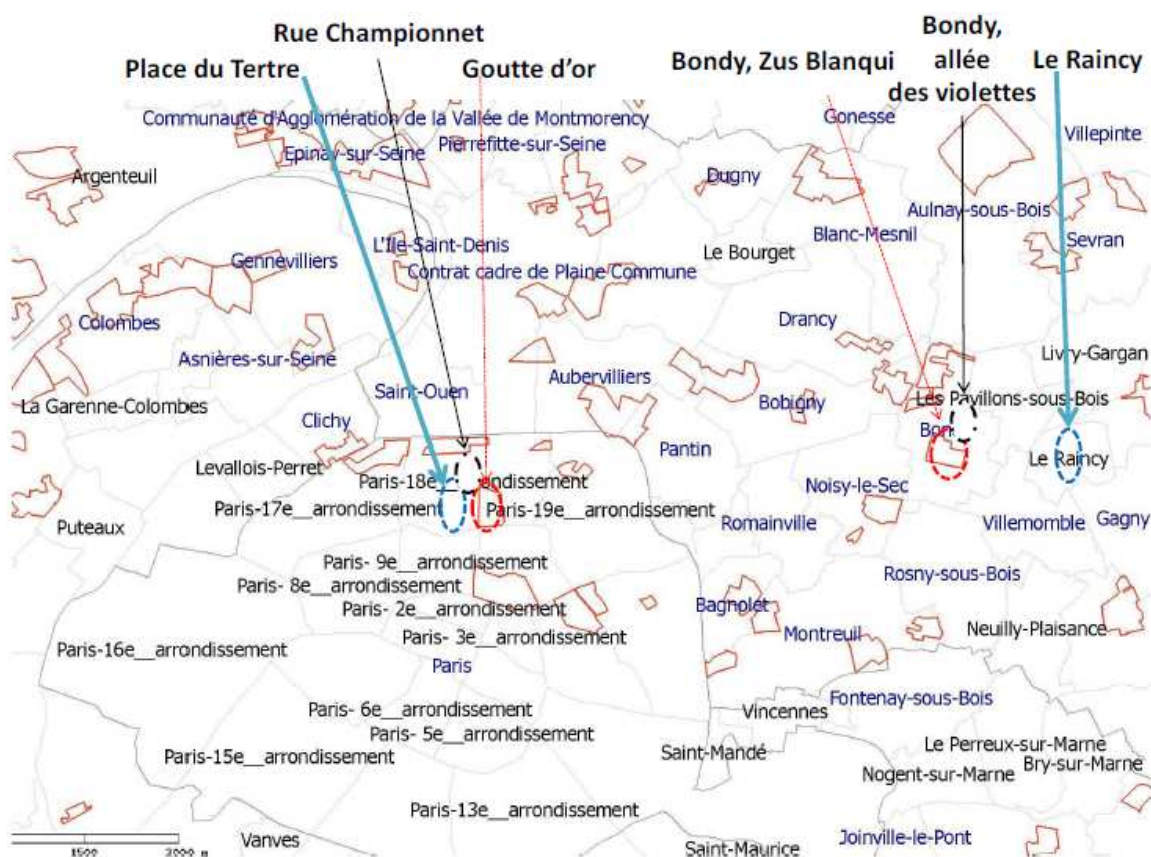 Rue Championnet
Place du Tertre
Goutte d'or
Bondy, Zus Blanqui
Bondy,
allée
des violettes
Le Raincy
Communauté d'Agglomération de la Vallée de Montmorency
Gonesse
Villepinte
Epinay-sur-Seine
Pierrefitte-sur-Seine
Argenteuil
Dugny
Aulnay-sous-Bois
L'Ile-Saint-Denis
Blanc-Mesnil
Sevran
Le Bourget
Gennevilliers
Contrat cadre de Plaine Commune
Colombes
Drancy
Asnières-sur-Seine
Livry-Gargan
Saint-Ouen
Aubervilliers
La Garenne-Colombes
Bobigny
Les Pavillons-sous-Bois
Clichy
Bon
Pantin
Levallois-Perret
Le Raincy
Paris-18e ondissement
Noisy-le-Sec
Paris-17e__arrondissement
Paris-19e__arrondissement
Puteaux
Romainville
Villemomble
Gagny
Paris- 9e__arrondissement
Paris- 8e__arrondissement
Rosny-sous-Bois
Paris- 2e__arrondissement
Bagnolet
Paris- 3e__arrondissement
Montreuil
Neuilly-Plaisance
Paris-16e__arrondissement
Paris
Fontenay-sous-Bois
Paris- 6e__arrondissement
Vincennes
Paris- 5e__arrondissement
Saint-Mandé
Le Perreux-sur-Marne
Paris-15e__arrondissement
Bry-sur-Marne
Nogent-sur-Marne
Paris-13e__arrondissement
Vanves
Joinville-le-Pont
Saint-Maurice
1500
2000 m